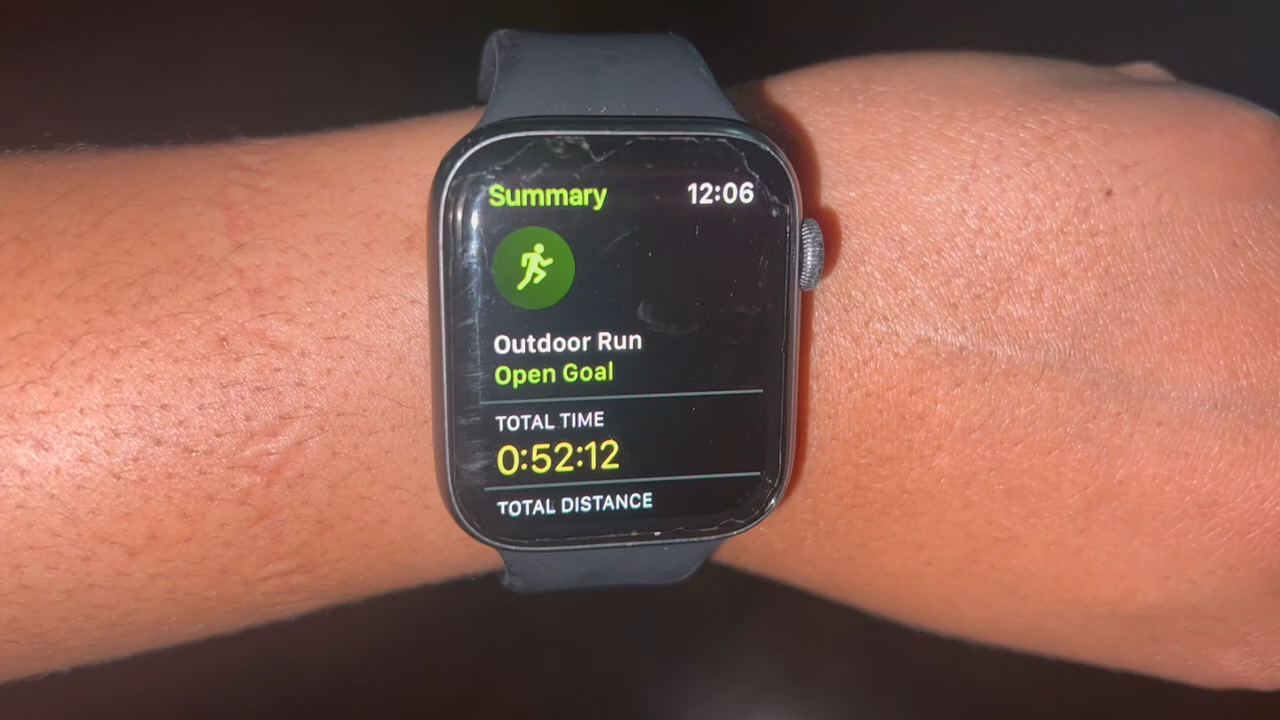 Summary 12:06
Outdoor Run
Open Goal
TOTAL TIME
0:52:12
TOTAL DISTANCE